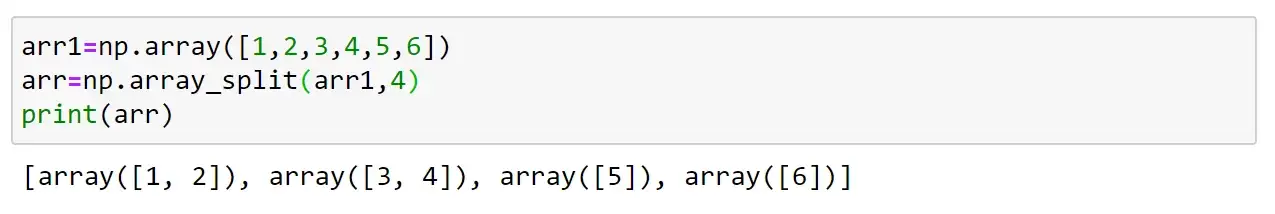 arr1=np.array([1,2,3,4,5,6])
arr=np.array_split(arr1,4)
print(arr)
[array([1, 2]), array([3, 4]), array([5]), array([6])]